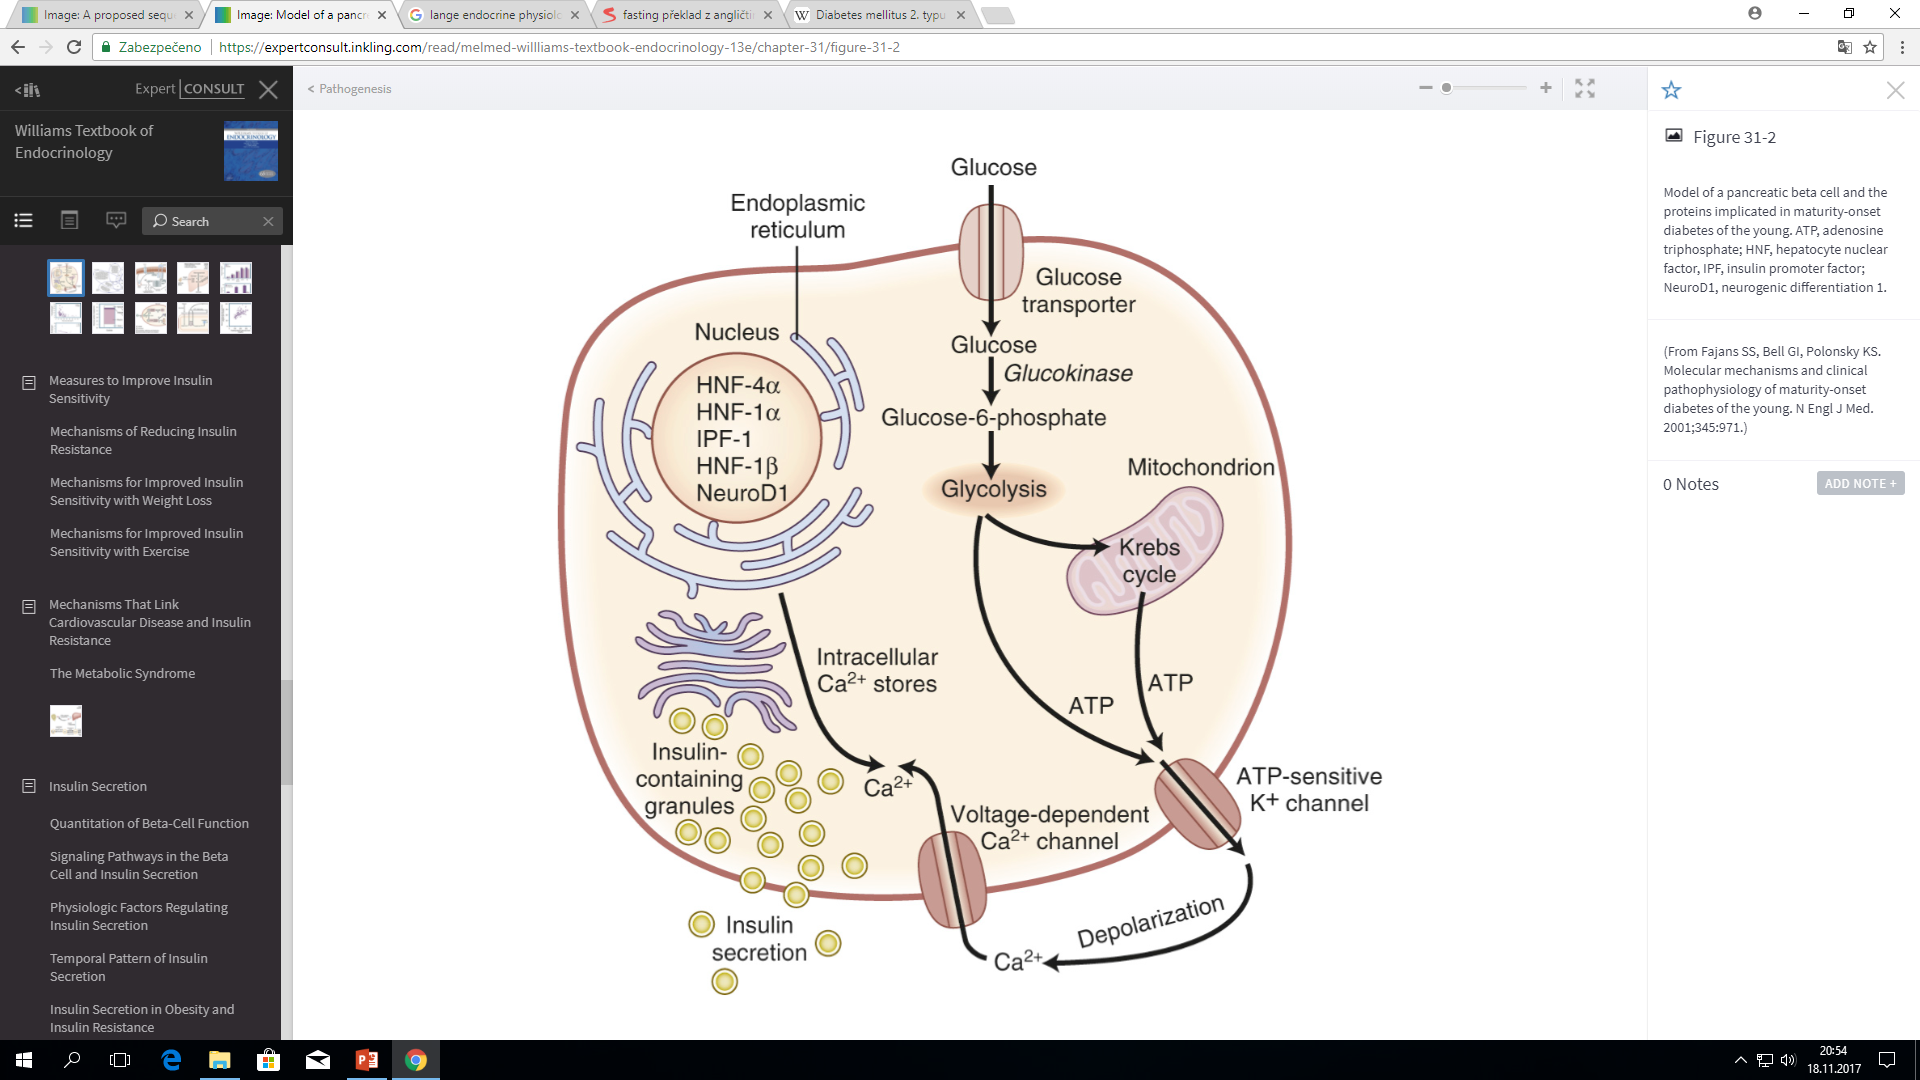 Image: A proposed sequ
Image: Model of a pancre
lange endocrine physiolo
fasting překlad z angličti
Diabetes mellitus 2. typu
Zabezpečeno
https://expertconsult.inkling.com/read/melmed-willliams-textbook-endocrinology-13e/chapter-31/figure-31-2
Expert CONSULT
Williams Textbook of
Endocrinology
Search
Measures to Improve Insulin
Sensitivity
Mechanisms of Reducing Insulin
Resistance
Mechanisms for Improved Insulin
Sensitivity with Weight Loss
Mechanisms for Improved Insulin
Sensitivity with Exercise
Mechanisms That Link
Cardiovascular Disease and Insulin
Resistance
The Metabolic Syndrome
Insulin Secretion
Quantitation of Beta-Cell Function
Signaling Pathways in the Beta
Cell and Insulin Secretion
Physiologic Factors Regulating
Insulin Secretion
Temporal Pattern of Insulin
Secretion
Insulin Secretion in Obesity and
Insulin Resistance
< Pathogenesis
Glucose
Endoplasmic
reticulum
Glucose
transporter
Nucleus
HNF-4α
HNF-1α
IPF-1
HNF-1β
NeuroD1
Glucose
Glucokinase
Glucose-6-phosphate
Glycolysis
Mitochondrion
Krebs
cycle
Intracellular
Ca2+ stores
ATP
ATP
Insulin-
containing
granules
Ca2+
Voltage-dependent
Ca2+ channel
ATP-sensitive
K+ channel
Insulin
secretion
Depolarization
Ca2+
Figure 31-2
Model of a pancreatic beta cell and the
proteins implicated in maturity-onset
diabetes of the young. ATP, adenosine
triphosphate; HNF, hepatocyte nuclear
factor, IPF, insulin promoter factor;
NeuroD1, neurogenic differentiation 1.
(From Fajans SS, Bell GI, Polonsky KS.
Molecular mechanisms and clinical
pathophysiology of maturity-onset
diabetes of the young. N Engl J Med.
2001;345:971.)
0 Notes
ADD NOTE +
20:54
18.11.2017